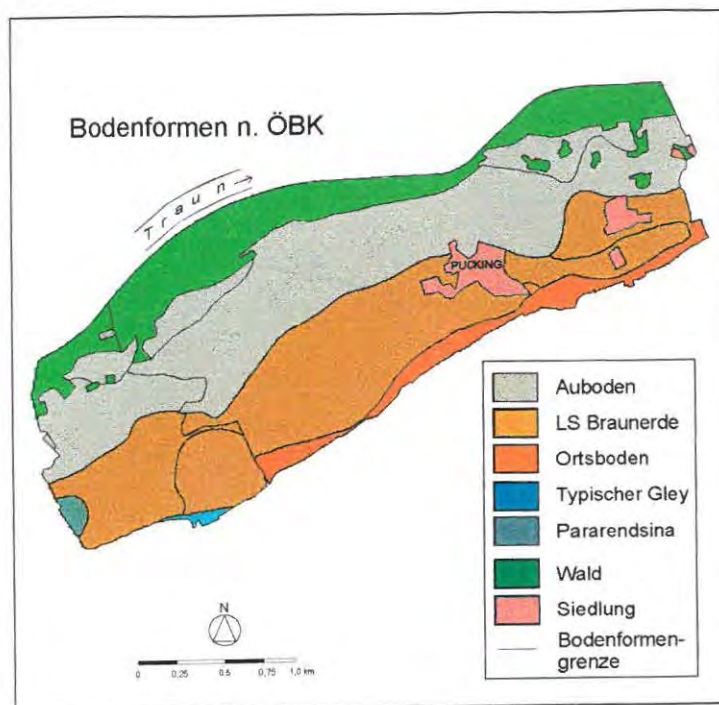 Bodenformen n. ÖBK
Traun
PUCKING
Auboden
LS Braunerde
Ortsboden
Typischer Gley
Pararendsina
Wald
Siedlung
Bodenformen-
grenze
N
0 0,25 0,5 0,75 1,0 km